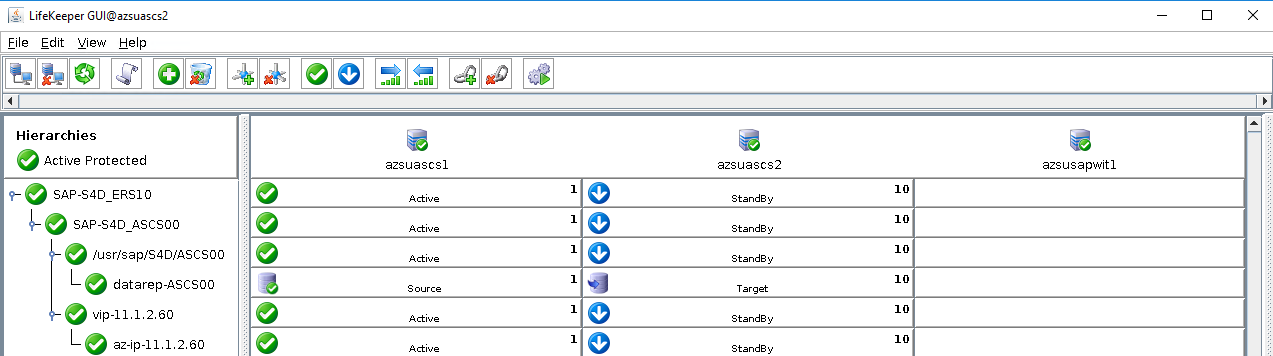 LifeKeeper GUI@azsuascs2
File Edit View Help
Hierarchies
Active Protected
azsuascs1 azsuascs2 azsusapwit1
SAP-S4D_ERS10 Active 1 StandBy 10
SAP-S4D_ASCS00 Active 1 StandBy 10
/usr/sap/S4D/ASCS00 Active 1 StandBy 10
datarep-ASCS00 Source 1 Target 10
vip-11.1.2.60 Active 1 StandBy 10
az-ip-11.1.2.60 Active 1 StandBy 10